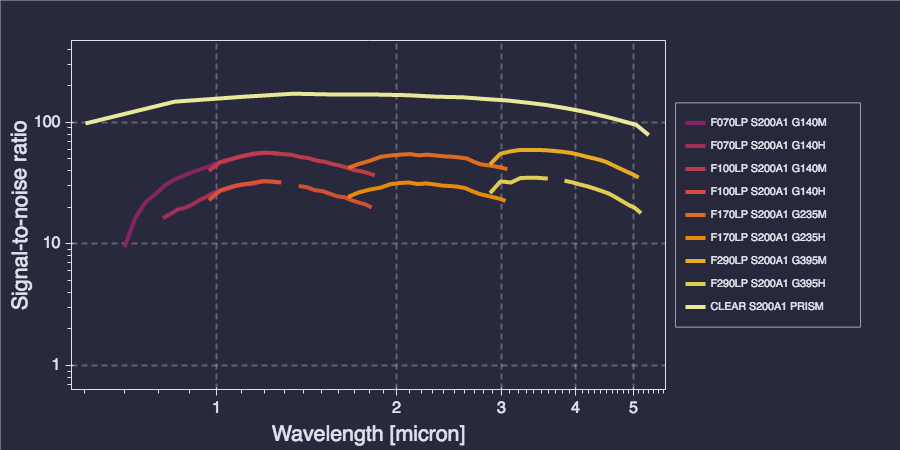 Signal-to-noise ratio
100
10
1
1
2
3
4
5
Wavelength [micron]
F070LP S200A1 G140M
F070LP S200A1 G140H
F100LP S200A1 G140M
F100LP S200A1 G140H
F170LP S200A1 G235M
F170LP S200A1 G235H
F290LP S200A1 G395M
F290LP S200A1 G395H
CLEAR S200A1 PRISM